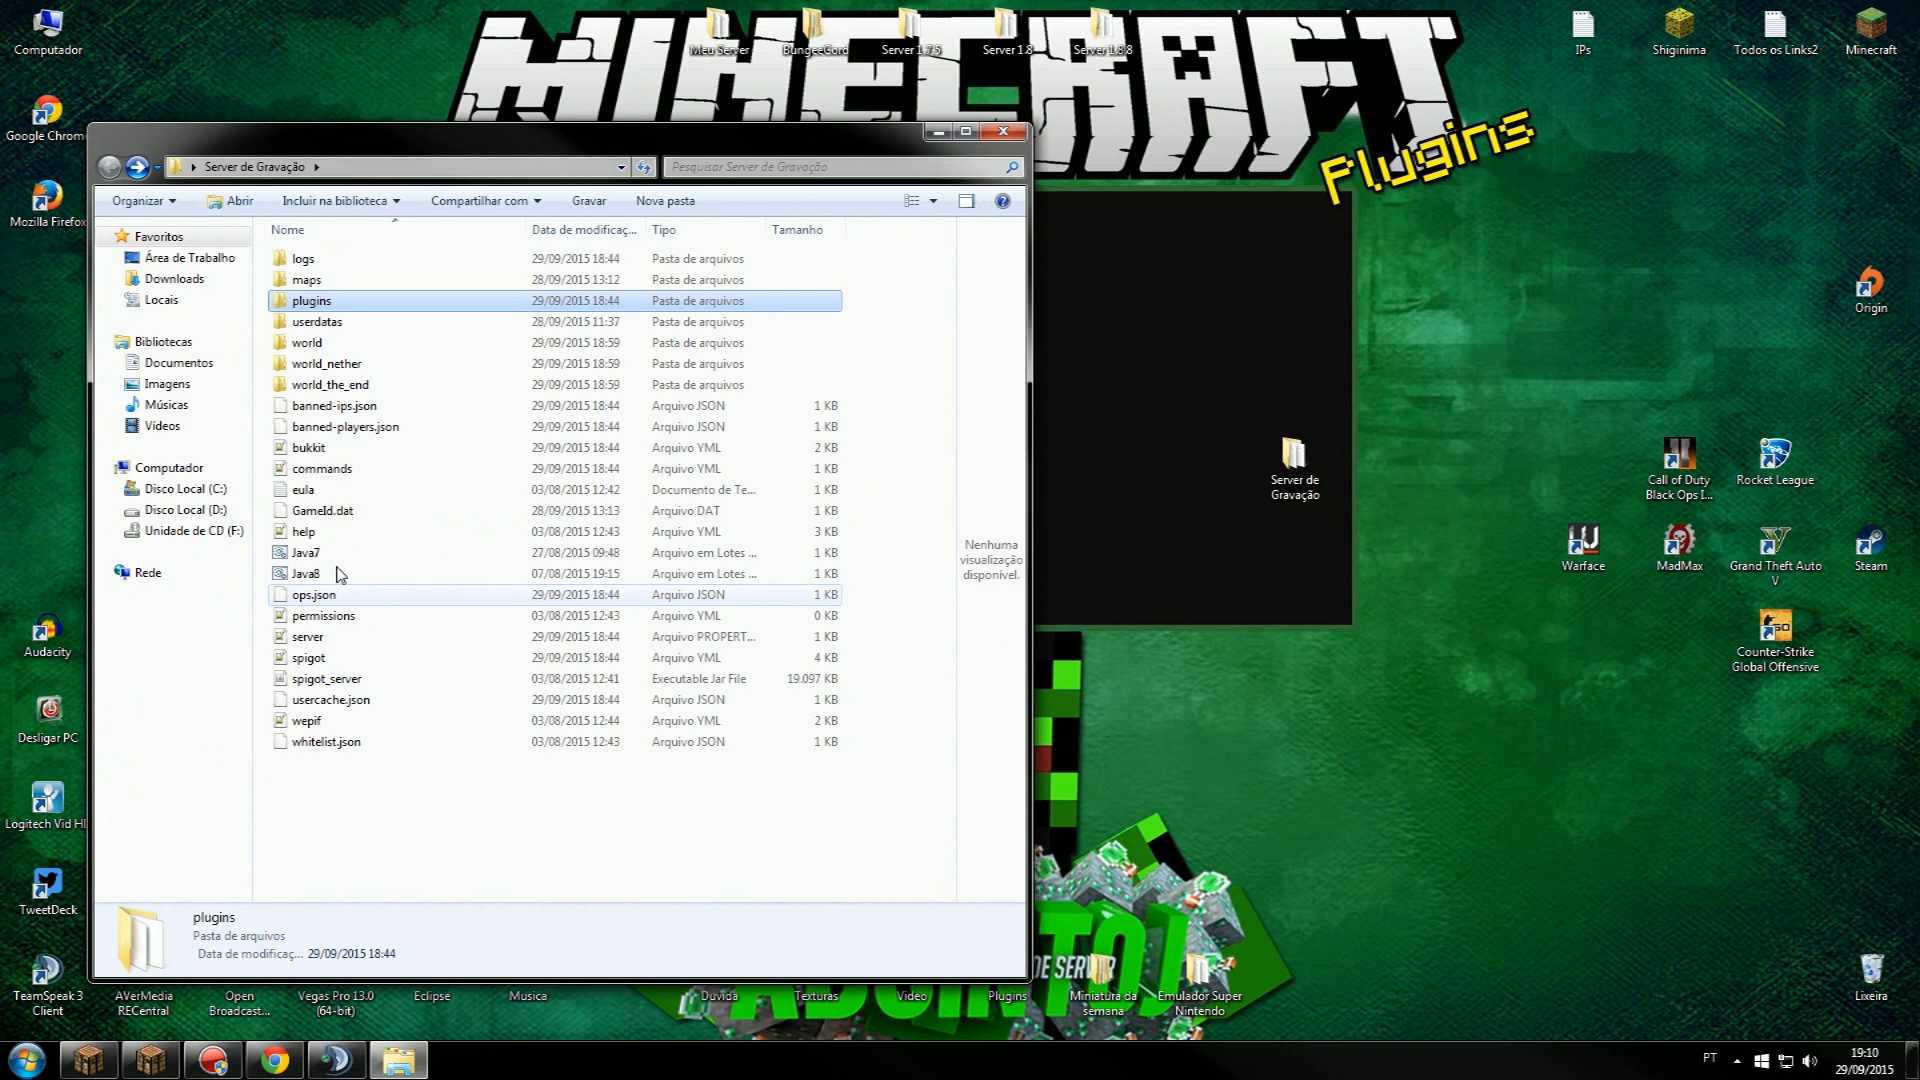 Computador
Meu Server
BungeeCord
Server 1.7.5
Server 1.8
Server 1.8.8
IPs
Shiginima
Todos os Links2
Minecraft
MINECRAFT
Plugins
Google Chrom
Mozilla Firefox
Server de Gravação
Pesquisar Server de Gravação
Organizar
Abrir
Incluir na biblioteca
Compartilhar com
Gravar
Nova pasta
Nome
Data de modificaç...
Tipo
Tamanho
Favoritos
Área de Trabalho
Downloads
Locais
Bibliotecas
Documentos
Imagens
Músicas
Vídeos
Computador
Disco Local (C:)
Disco Local (D:)
Unidade de CD (F:)
Rede
logs 29/09/2015 18:44 Pasta de arquivos
maps 28/09/2015 13:12 Pasta de arquivos
plugins 29/09/2015 18:44 Pasta de arquivos
userdatas 28/09/2015 11:37 Pasta de arquivos
world 29/09/2015 18:59 Pasta de arquivos
world_nether 29/09/2015 18:59 Pasta de arquivos
world_the_end 29/09/2015 18:59 Pasta de arquivos
banned-ips.json 29/09/2015 18:44 Arquivo JSON 1 KB
banned-players.json 29/09/2015 18:44 Arquivo JSON 1 KB
bukkit 29/09/2015 18:44 Arquivo YML 2 KB
commands 29/09/2015 18:44 Arquivo YML 1 KB
eula 03/08/2015 12:42 Documento de Te... 1 KB
GameId.dat 28/09/2015 13:13 Arquivo DAT 1 KB
help 03/08/2015 12:43 Arquivo YML 3 KB
Java7 27/08/2015 09:48 Arquivo em Lotes ... 1 KB
Java8 07/08/2015 19:15 Arquivo em Lotes ... 1 KB
ops.json 29/09/2015 18:44 Arquivo JSON 1 KB
permissions 03/08/2015 12:43 Arquivo YML 0 KB
server 29/09/2015 18:44 Arquivo PROPERT... 1 KB
spigot 29/09/2015 18:44 Arquivo YML 4 KB
spigot_server 03/08/2015 12:41 Executable Jar File 19.097 KB
usercache.json 29/09/2015 18:44 Arquivo JSON 1 KB
wepif 03/08/2015 12:44 Arquivo YML 2 KB
whitelist.json 03/08/2015 12:43 Arquivo JSON 1 KB
Nenhuma
visualização
disponível.
plugins
Pasta de arquivos
Data de modificaç... 29/09/2015 18:44
Server de
Gravação
Origin
Call of Duty
Black Ops I...
Rocket League
Warface
MadMax
Grand Theft Auto
V
Steam
Counter-Strike
Global Offensive
Audacity
Desligar PC
Logitech Vid HD
TweetDeck
TeamSpeak 3
Client
AVerMedia
RECentral
Open
Broadcast...
Vegas Pro 13.0
(64-bit)
Eclipse
Musica
Duvida
Texturas
Video
Plugins
Miniatura da
semana
Emulador Super
Nintendo
Lixeira
DE SERV
PT
19:10
29/09/2015